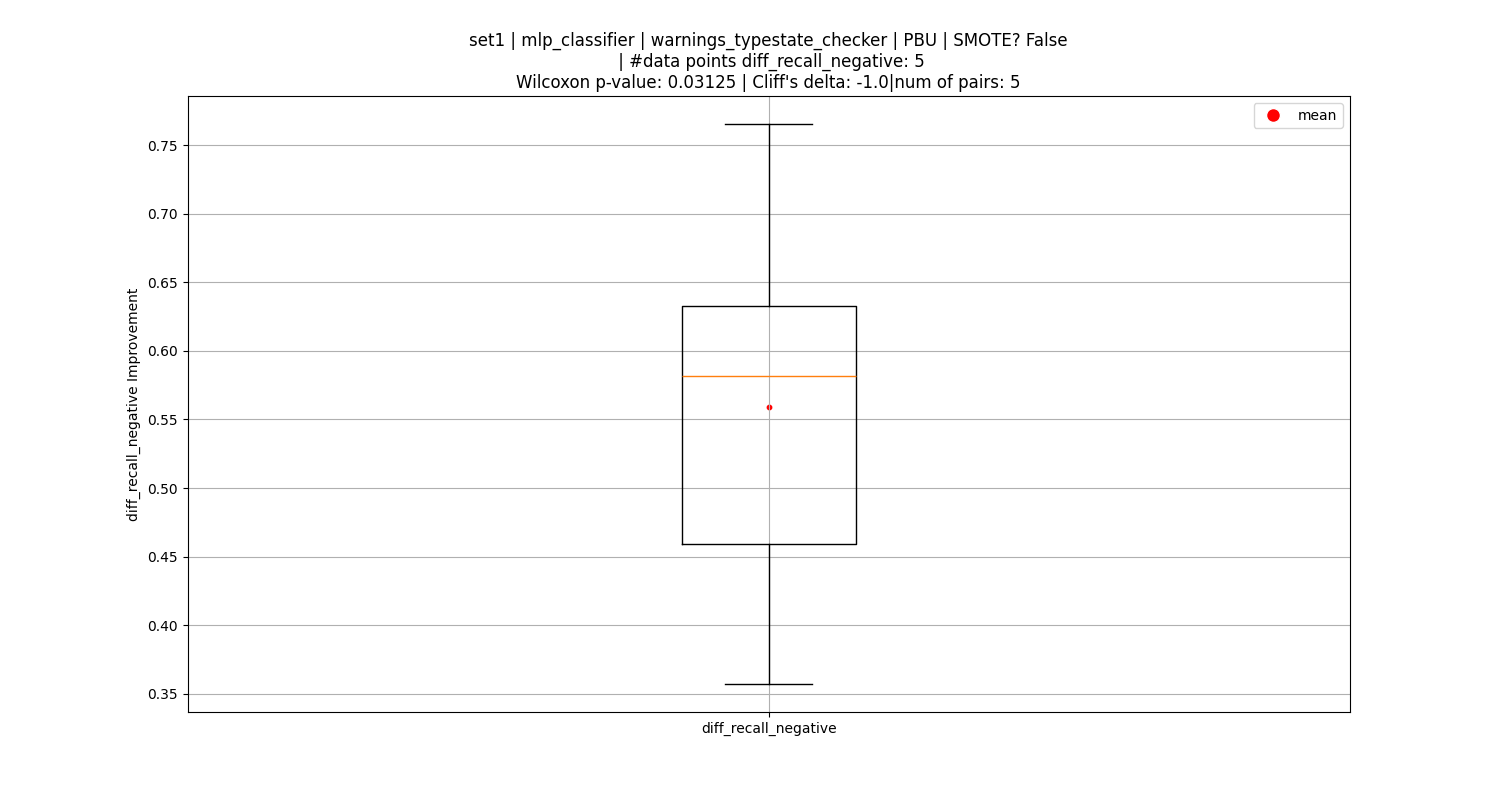 set1 | mlp_classifier | warnings_typestate_checker | PBU | SMOTE? False
| #data points diff_recall_negative: 5
Wilcoxon p-value: 0.03125 | Cliff's delta: -1.0|num of pairs: 5
mean
0.75
0.70
0.65
0.60
0.55
0.50
0.45
0.40
0.35
diff_recall_negative Improvement
diff_recall_negative